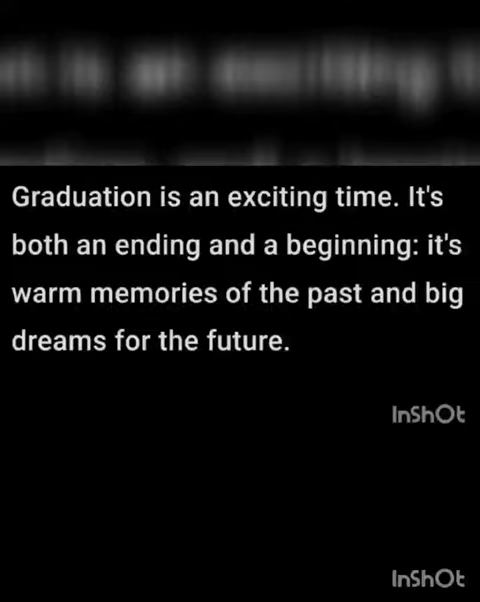 Graduation is an exciting time. It's
both an ending and a beginning: it's
warm memories of the past and big
dreams for the future.
InShOt
InShOt